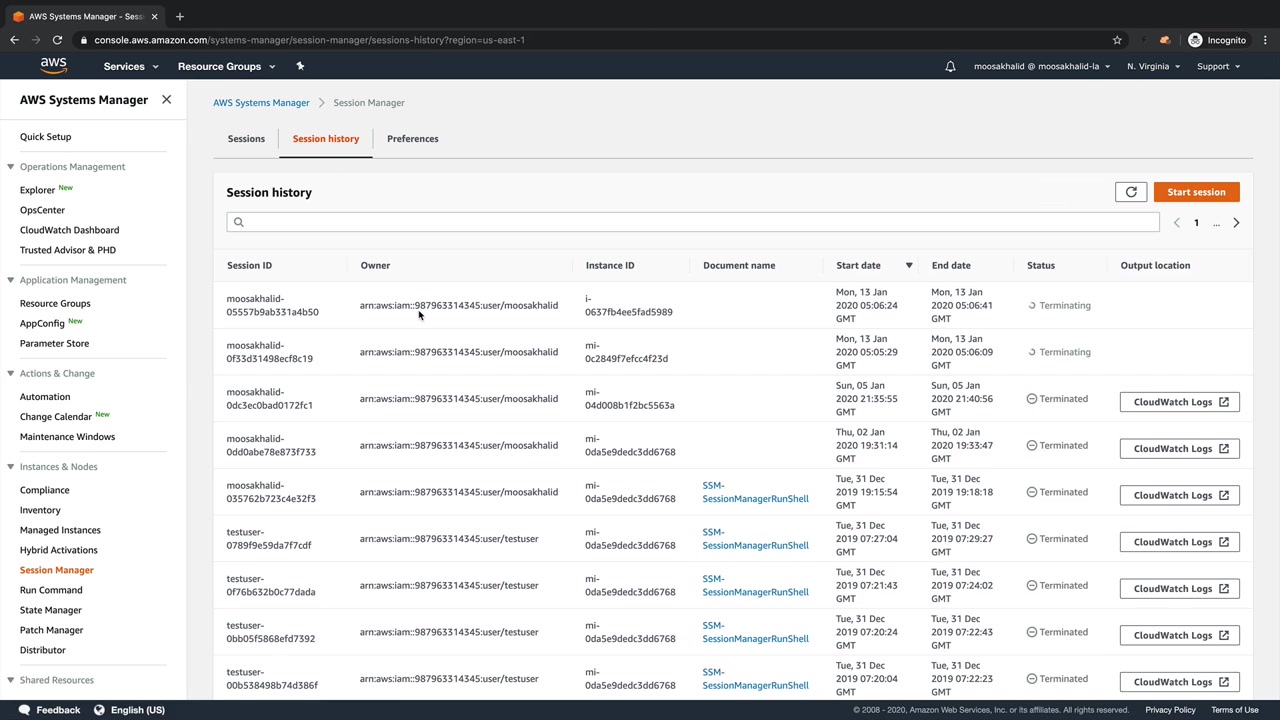 AWS Systems Manager - Sessi
console.aws.amazon.com/systems-manager/session-manager/sessions-history?region=us-east-1
Incognito
aws
Services
Resource Groups
moosakhalid @ moosakhalid-la
N. Virginia
Support
AWS Systems Manager
Quick Setup
Operations Management
Explorer New
OpsCenter
CloudWatch Dashboard
Trusted Advisor & PHD
Application Management
Resource Groups
AppConfig New
Parameter Store
Actions & Change
Automation
Change Calendar New
Maintenance Windows
Instances & Nodes
Compliance
Inventory
Managed Instances
Hybrid Activations
Session Manager
Run Command
State Manager
Patch Manager
Distributor
Shared Resources
AWS Systems Manager > Session Manager
Sessions
Session history
Preferences
Session history
Start session
1 ...
Session ID Owner Instance ID Document name Start date End date Status Output location
moosakhalid-
05557b9ab331a4b50
arn:aws:iam::987963314345:user/moosakhalid
i-
0637fb4ee5fad5989
Mon, 13 Jan
2020 05:06:24
GMT
Mon, 13 Jan
2020 05:06:41
GMT
Terminating
moosakhalid-
0f33d31498ecf8c19
arn:aws:iam::987963314345:user/moosakhalid
mi-
0c2849f7efcc4f23d
Mon, 13 Jan
2020 05:05:29
GMT
Mon, 13 Jan
2020 05:06:09
GMT
Terminating
moosakhalid-
0dc3ec0bad0172fc1
arn:aws:iam::987963314345:user/moosakhalid
mi-
04d008b1f2bc5563a
Sun, 05 Jan
2020 21:35:55
GMT
Sun, 05 Jan
2020 21:40:56
GMT
Terminated
CloudWatch Logs
moosakhalid-
0dd0abe78e873f733
arn:aws:iam::987963314345:user/moosakhalid
mi-
0da5e9dedc3dd6768
Thu, 02 Jan
2020 19:31:14
GMT
Thu, 02 Jan
2020 19:33:47
GMT
Terminated
CloudWatch Logs
moosakhalid-
035762b723c4e32f3
arn:aws:iam::987963314345:user/moosakhalid
mi-
0da5e9dedc3dd6768
SSM-
SessionManagerRunShell
Tue, 31 Dec
2019 19:15:54
GMT
Tue, 31 Dec
2019 19:18:18
GMT
Terminated
CloudWatch Logs
testuser-
0789f9e59da7f7cdf
arn:aws:iam::987963314345:user/testuser
mi-
0da5e9dedc3dd6768
SSM-
SessionManagerRunShell
Tue, 31 Dec
2019 07:27:04
GMT
Tue, 31 Dec
2019 07:29:27
GMT
Terminated
CloudWatch Logs
testuser-
0f76b632b0c77dada
arn:aws:iam::987963314345:user/testuser
mi-
0da5e9dedc3dd6768
SSM-
SessionManagerRunShell
Tue, 31 Dec
2019 07:21:43
GMT
Tue, 31 Dec
2019 07:24:02
GMT
Terminated
CloudWatch Logs
testuser-
0bb05f5868efd7392
arn:aws:iam::987963314345:user/testuser
mi-
0da5e9dedc3dd6768
SSM-
SessionManagerRunShell
Tue, 31 Dec
2019 07:20:24
GMT
Tue, 31 Dec
2019 07:22:43
GMT
Terminated
CloudWatch Logs
testuser-
00b538498b74d386f
arn:aws:iam::987963314345:user/testuser
mi-
0da5e9dedc3dd6768
SSM-
SessionManagerRunShell
Tue, 31 Dec
2019 07:20:04
GMT
Tue, 31 Dec
2019 07:22:23
GMT
Terminated
CloudWatch Logs
Feedback
English (US)
© 2008 - 2020, Amazon Web Services, Inc. or its affiliates. All rights reserved.
Privacy Policy
Terms of Use